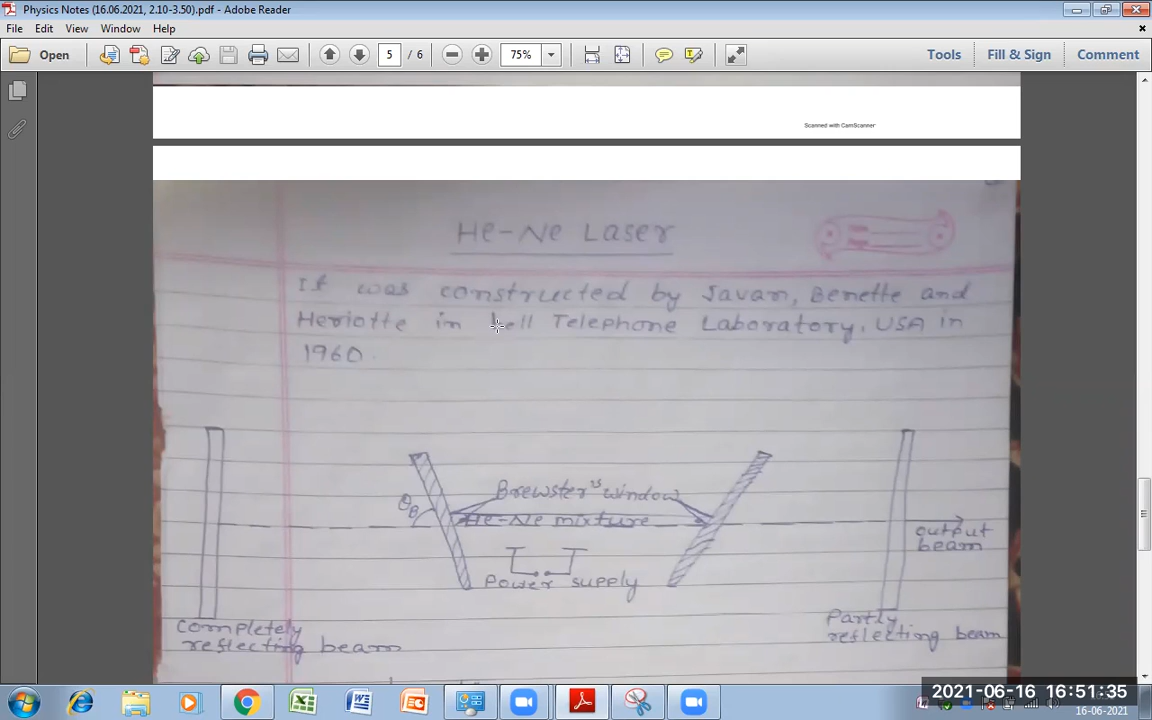 Physics Notes (16.06.2021, 2.10-3.50).pdf - Adobe Reader
File Edit View Window Help
Open 5 / 6 75% Tools Fill & Sign Comment
Scanned with CamScanner
He-Ne Laser
It was constructed by Javan, Benette and
Heriotte in bell Telephone Laboratory, USA in
1960.
Brewster's window
θB
He-Ne mixture
output
beam
Power supply
Completely
reflecting beam
Partly
reflecting beam
2021-06-16 16:51:35
16-06-2021